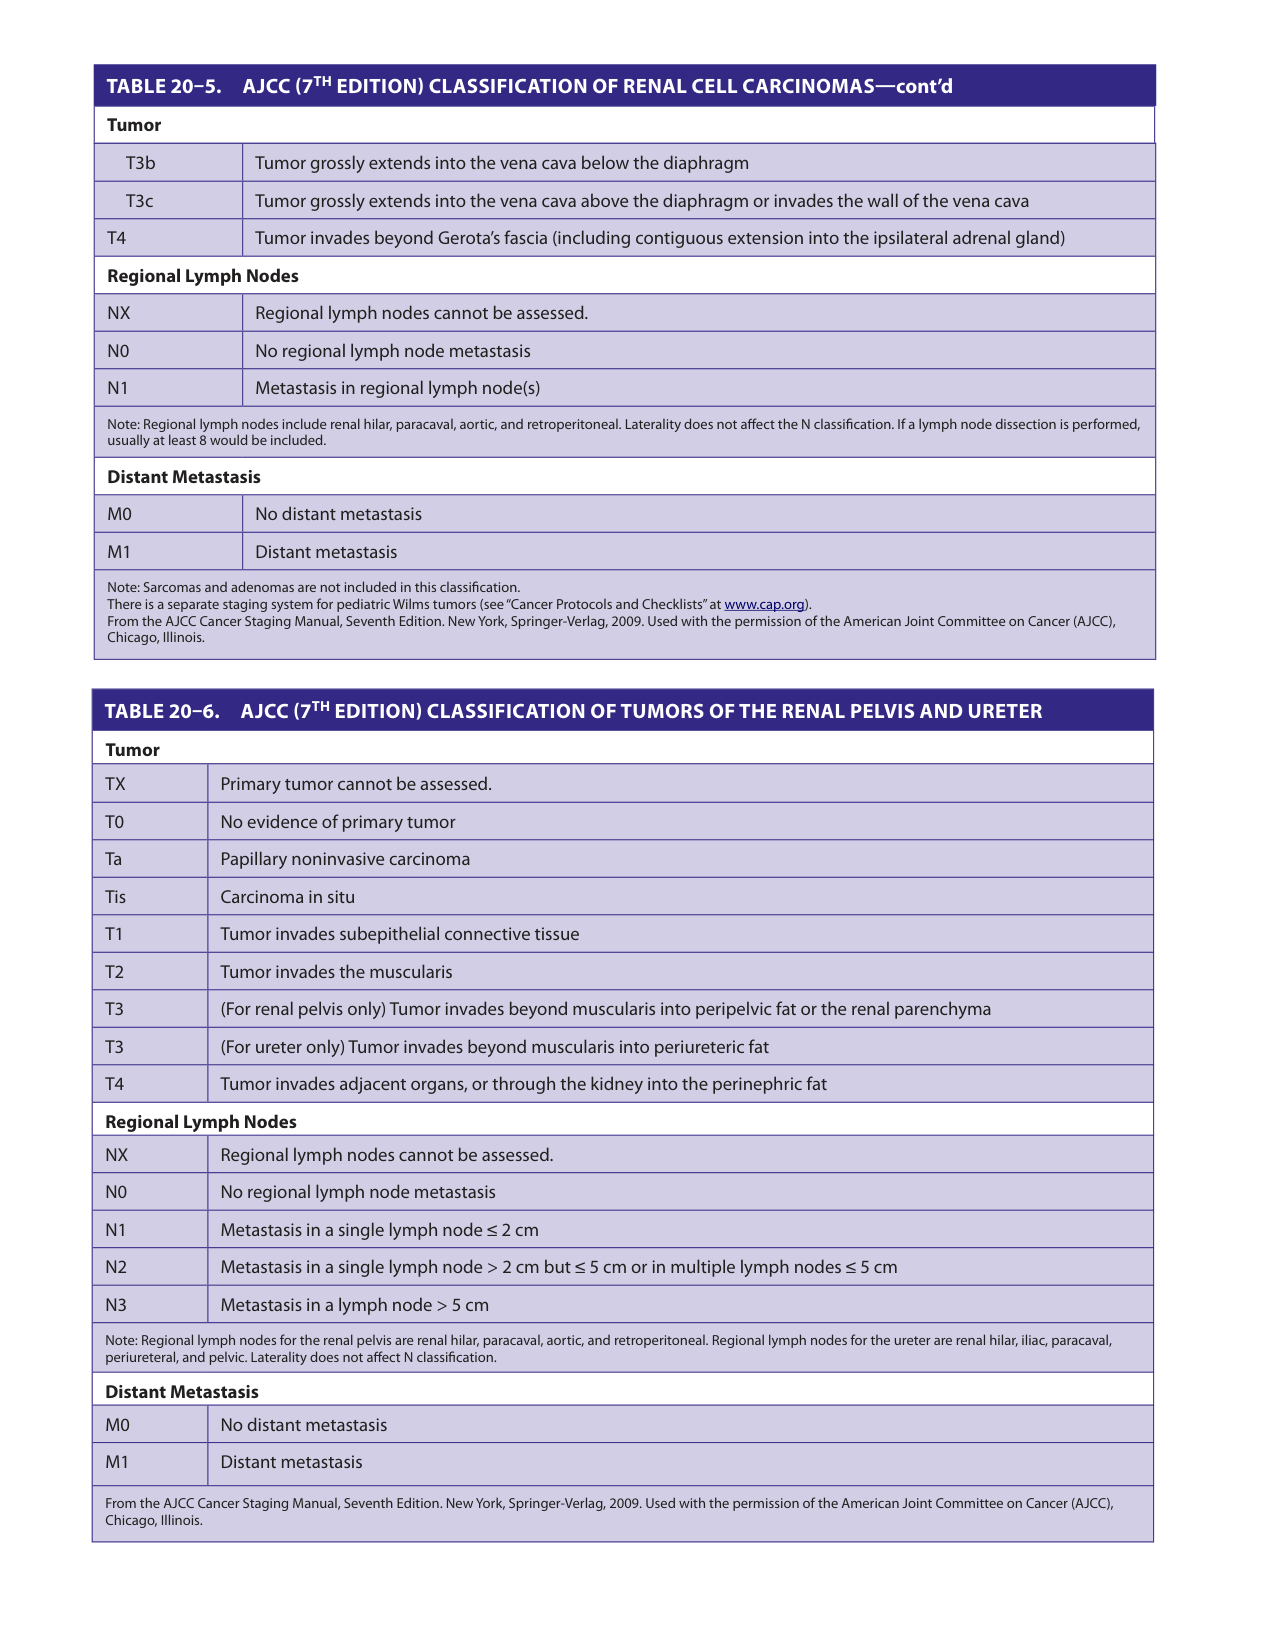 TABLE 20–5. AJCC (7TH EDITION) CLASSIFICATION OF RENAL CELL CARCINOMAS—cont’d
Tumor
T3b Tumor grossly extends into the vena cava below the diaphragm
T3c Tumor grossly extends into the vena cava above the diaphragm or invades the wall of the vena cava
T4 Tumor invades beyond Gerota’s fascia (including contiguous extension into the ipsilateral adrenal gland)
Regional Lymph Nodes
NX Regional lymph nodes cannot be assessed.
N0 No regional lymph node metastasis
N1 Metastasis in regional lymph node(s)
Note: Regional lymph nodes include renal hilar, paracaval, aortic, and retroperitoneal. Laterality does not affect the N classification. If a lymph node dissection is performed,
usually at least 8 would be included.
Distant Metastasis
M0 No distant metastasis
M1 Distant metastasis
Note: Sarcomas and adenomas are not included in this classification.
There is a separate staging system for pediatric Wilms tumors (see “Cancer Protocols and Checklists” at www.cap.org).
From the AJCC Cancer Staging Manual, Seventh Edition. New York, Springer-Verlag, 2009. Used with the permission of the American Joint Committee on Cancer (AJCC),
Chicago, Illinois.
TABLE 20–6. AJCC (7TH EDITION) CLASSIFICATION OF TUMORS OF THE RENAL PELVIS AND URETER
Tumor
TX Primary tumor cannot be assessed.
T0 No evidence of primary tumor
Ta Papillary noninvasive carcinoma
Tis Carcinoma in situ
T1 Tumor invades subepithelial connective tissue
T2 Tumor invades the muscularis
T3 (For renal pelvis only) Tumor invades beyond muscularis into peripelvic fat or the renal parenchyma
T3 (For ureter only) Tumor invades beyond muscularis into periureteric fat
T4 Tumor invades adjacent organs, or through the kidney into the perinephric fat
Regional Lymph Nodes
NX Regional lymph nodes cannot be assessed.
N0 No regional lymph node metastasis
N1 Metastasis in a single lymph node ≤ 2 cm
N2 Metastasis in a single lymph node > 2 cm but ≤ 5 cm or in multiple lymph nodes ≤ 5 cm
N3 Metastasis in a lymph node > 5 cm
Note: Regional lymph nodes for the renal pelvis are renal hilar, paracaval, aortic, and retroperitoneal. Regional lymph nodes for the ureter are renal hilar, iliac, paracaval,
periureteral, and pelvic. Laterality does not affect N classification.
Distant Metastasis
M0 No distant metastasis
M1 Distant metastasis
From the AJCC Cancer Staging Manual, Seventh Edition. New York, Springer-Verlag, 2009. Used with the permission of the American Joint Committee on Cancer (AJCC),
Chicago, Illinois.